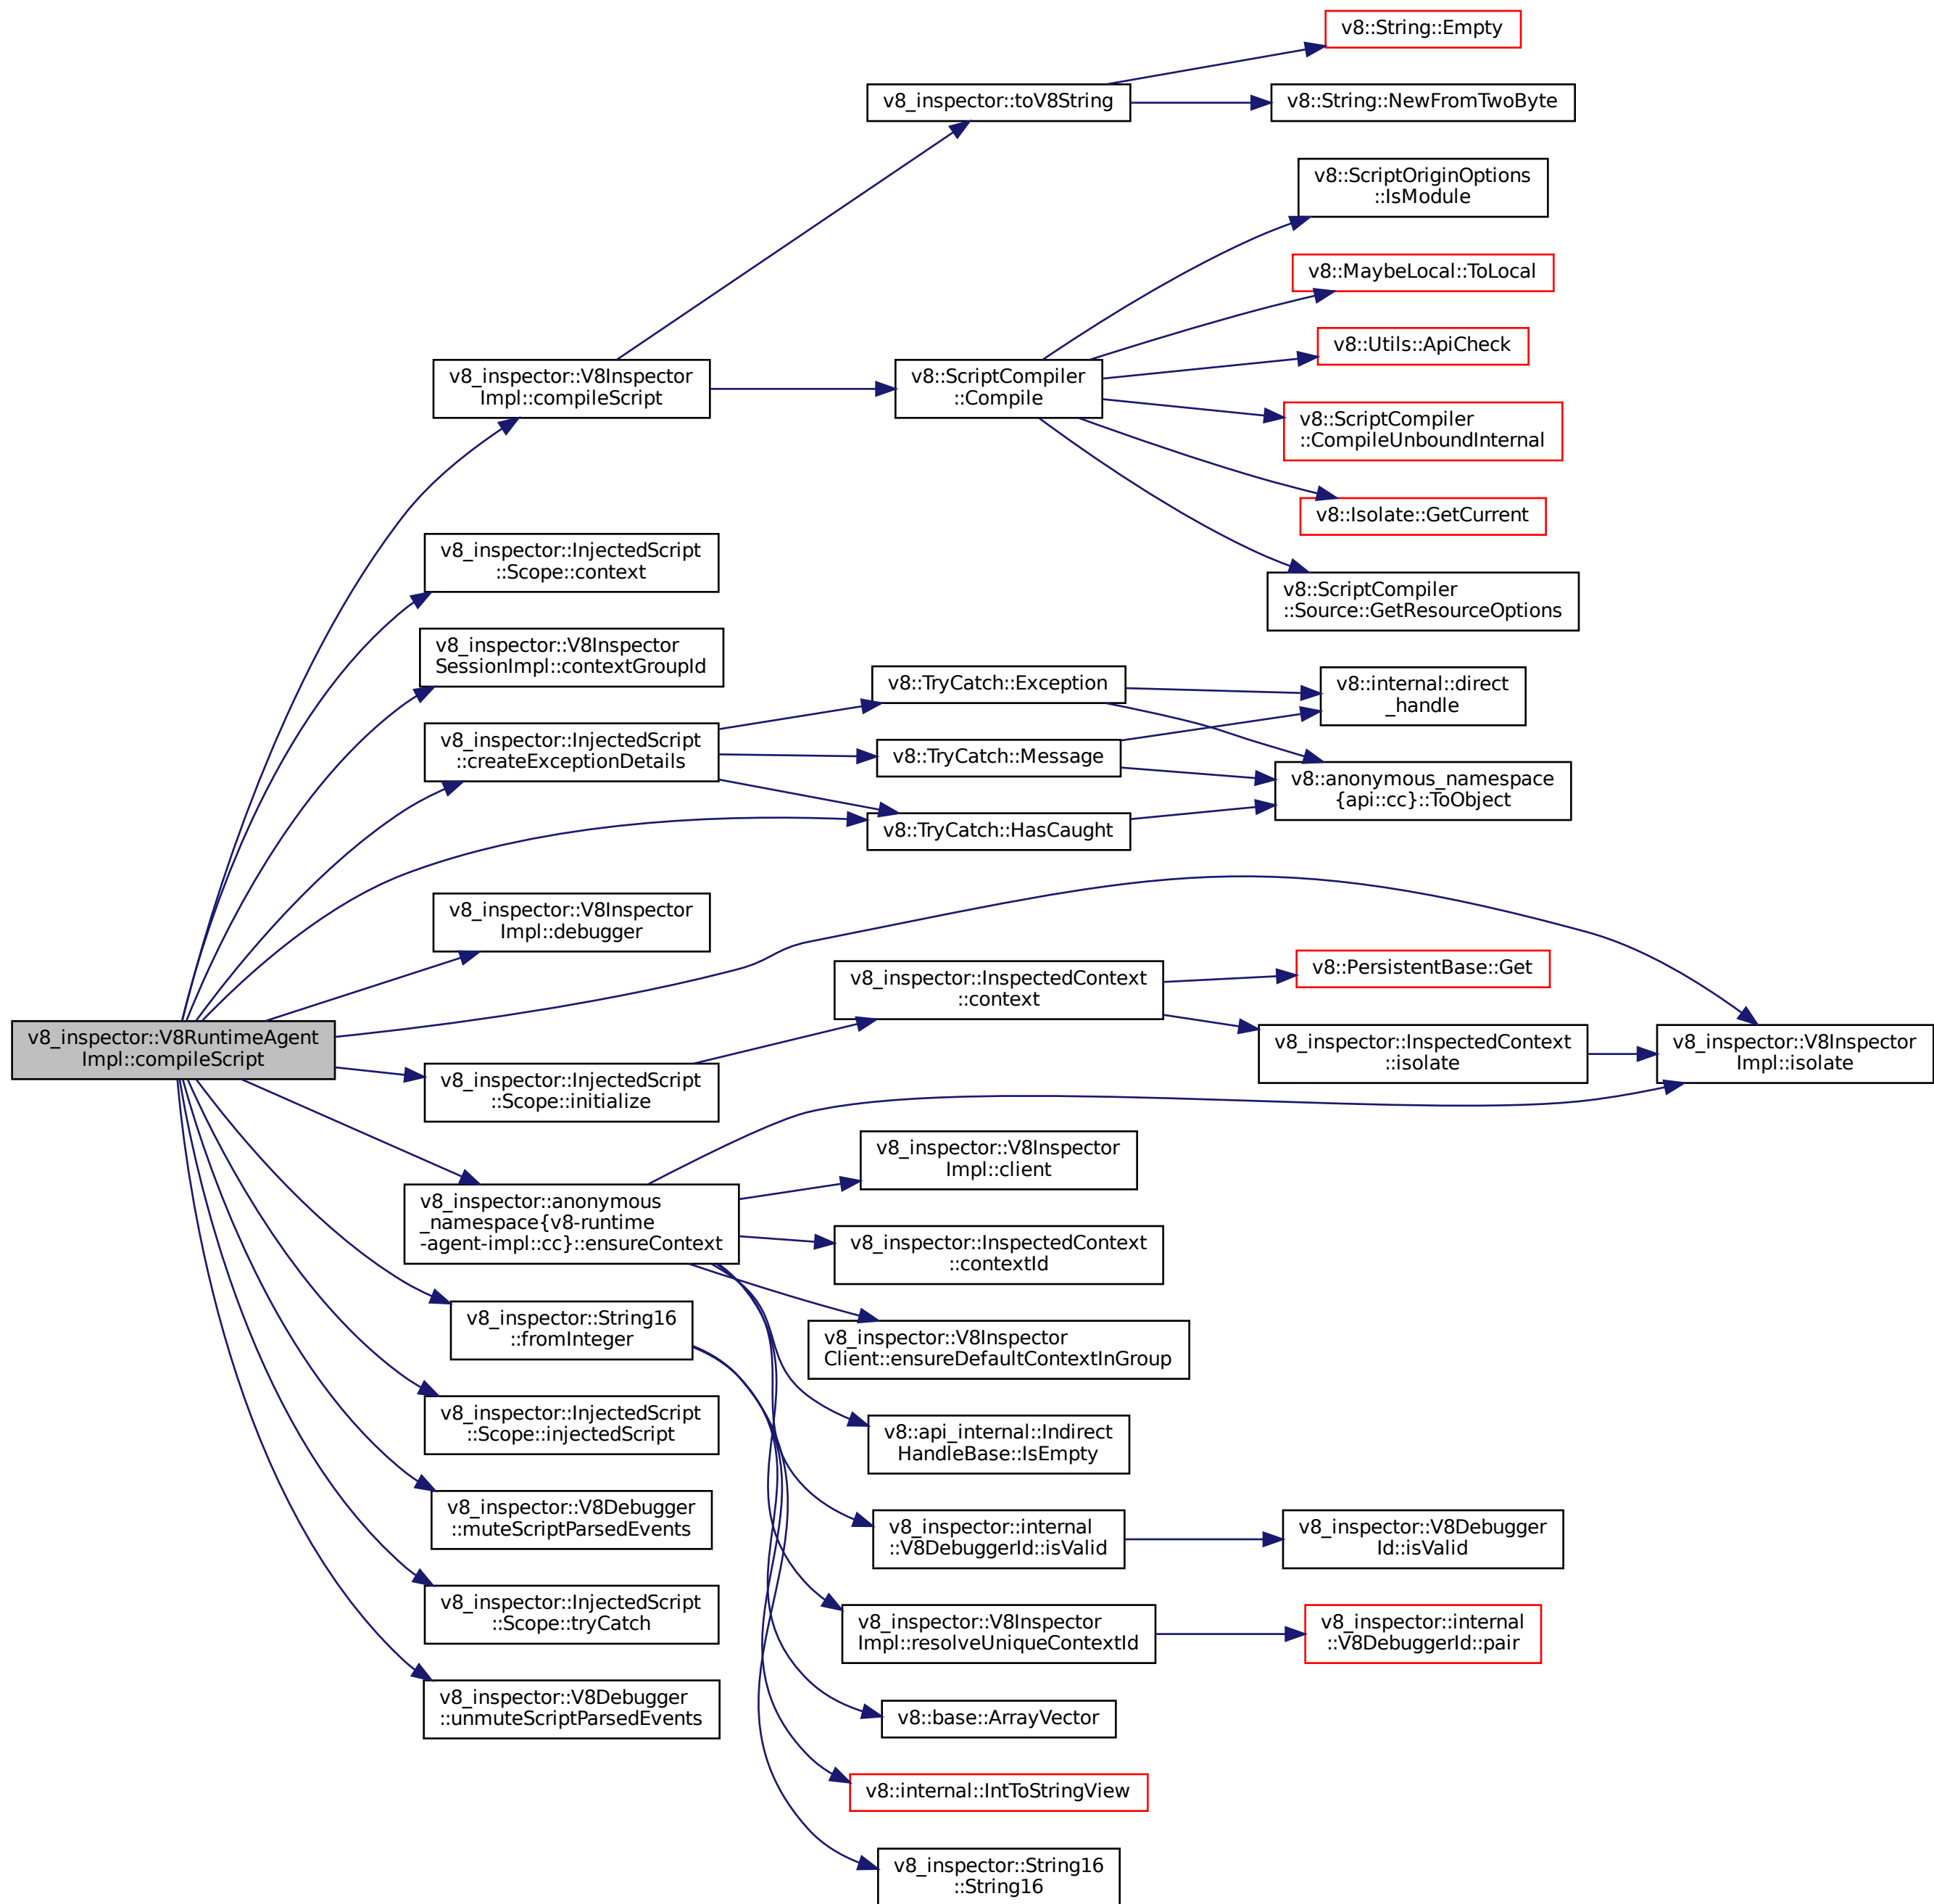 v8::String::Empty
v8_inspector::toV8String
v8::String::NewFromTwoByte
v8::ScriptOriginOptions
::IsModule
v8::MaybeLocal::ToLocal
v8::Utils::ApiCheck
v8_inspector::V8Inspector
Impl::compileScript
v8::ScriptCompiler
::Compile
v8::ScriptCompiler
::CompileUnboundInternal
v8::Isolate::GetCurrent
v8_inspector::InjectedScript
::Scope::context
v8::ScriptCompiler
::Source::GetResourceOptions
v8_inspector::V8Inspector
SessionImpl::contextGroupId
v8::TryCatch::Exception
v8::internal::direct
_handle
v8_inspector::InjectedScript
::createExceptionDetails
v8::TryCatch::Message
v8::anonymous_namespace
{api::cc}::ToObject
v8::TryCatch::HasCaught
v8_inspector::V8Inspector
Impl::debugger
v8_inspector::InspectedContext
::context
v8::PersistentBase::Get
v8_inspector::V8RuntimeAgent
Impl::compileScript
v8_inspector::InspectedContext
::isolate
v8_inspector::V8Inspector
Impl::isolate
v8_inspector::InjectedScript
::Scope::initialize
v8_inspector::V8Inspector
Impl::client
v8_inspector::anonymous
_namespace{v8-runtime
-agent-impl::cc}::ensureContext
v8_inspector::InspectedContext
::contextId
v8_inspector::String16
::fromInteger
v8_inspector::V8Inspector
Client::ensureDefaultContextInGroup
v8_inspector::InjectedScript
::Scope::injectedScript
v8::api_internal::Indirect
HandleBase::IsEmpty
v8_inspector::V8Debugger
::muteScriptParsedEvents
v8_inspector::internal
::V8DebuggerId::isValid
v8_inspector::V8Debugger
Id::isValid
v8_inspector::InjectedScript
::Scope::tryCatch
v8_inspector::V8Inspector
Impl::resolveUniqueContextId
v8_inspector::internal
::V8DebuggerId::pair
v8_inspector::V8Debugger
::unmuteScriptParsedEvents
v8::base::ArrayVector
v8::internal::IntToStringView
v8_inspector::String16
::String16